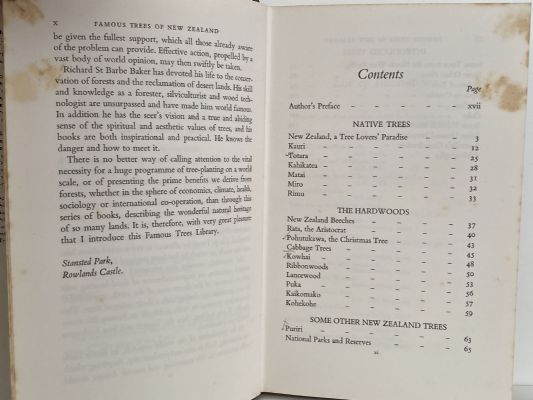 x FAMOUS TREES OF NEW ZEALAND
be given the fullest support, which all those already aware
of the problem can provide. Effective action, propelled by a
vast body of world opinion, may then swiftly be taken.
Richard St Barbe Baker has devoted his life to the conser-
vation of forests and the reclamation of desert lands. His skill
and knowledge as a forester, silviculturist and wood tech-
nologist are unsurpassed and have made him world famous.
In addition he has the seer's vision and a true and abiding
sense of the spiritual and aesthetic values of trees, and his
books are both inspirational and practical. He knows the
danger and how to meet it.
There is no better way of calling attention to the vital
necessity for a huge programme of tree-planting on a world
scale, or of presenting the prime benefits we derive from
forests, whether in the sphere of economics, climate, health,
sociology or international co-operation, than through this
series of books, describing the wonderful natural heritage
of so many lands. It is, therefore, with very great pleasure
that I introduce this Famous Trees Library.
Stansted Park,
Rowlands Castle.
Contents
Page
Author's Preface – – – – xvii
NATIVE TREES
New Zealand, a Tree Lovers' Paradise – – 3
Kauri – – – – – 12
Totara – – – – – 25
Kahikatea – – – – – 28
Matai – – – – – 31
Miro – – – – – 32
Rimu – – – – – 33
THE HARDWOODS
New Zealand Beeches – – – – 37
Rata, the Aristocrat – – – – 40
Pohutukawa, the Christmas Tree – – – 43
Cabbage Trees – – – – 45
Kowhai – – – – – 48
Ribbonwoods – – – – 50
Lancewood – – – – – 53
Puka – – – – – 56
Kaikomako – – – – – 57
Kohekohe – – – – – 59
SOME OTHER NEW ZEALAND TREES
Puriri – – – – – 63
National Parks and Reserves – – – 65
xi